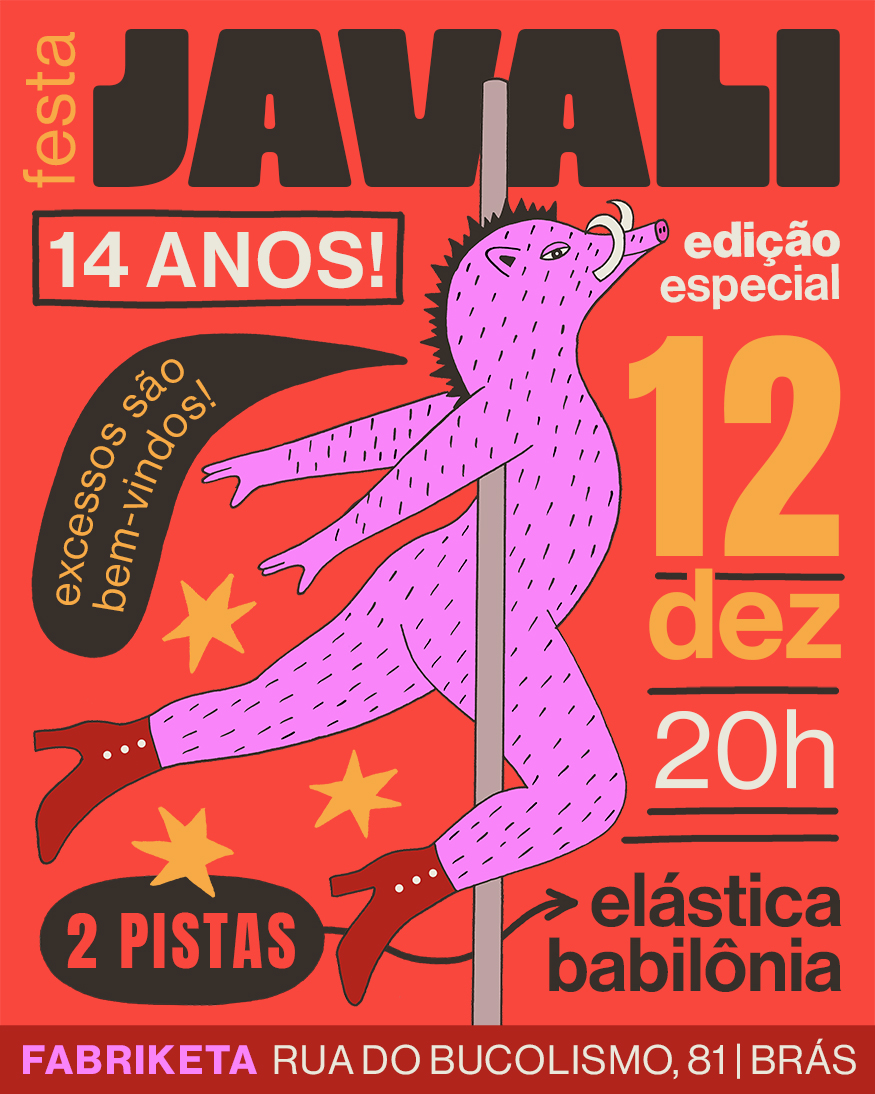 festa
JAVALI
14 ANOS!
edição
especial
excessos são
bem-vindos!
12
dez
20h
2 PISTAS
elástica
babilônia
FABRIKETA RUA DO BUCOLISMO, 81 | BRÁS